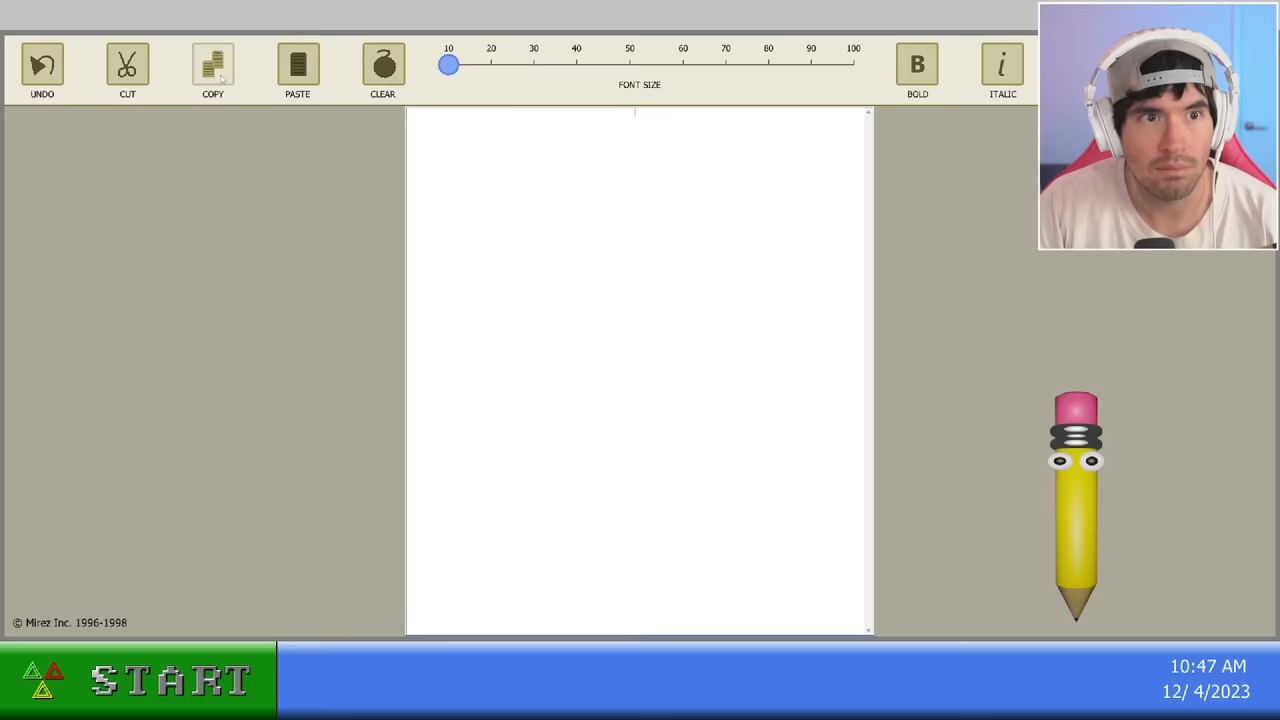 10 20 30 40 50 60 70 80 90 100
B
i
UNDO CUT COPY PASTE CLEAR FONT SIZE BOLD ITALIC
© Mirez Inc. 1996-1998
START
10:47 AM
12/ 4/2023